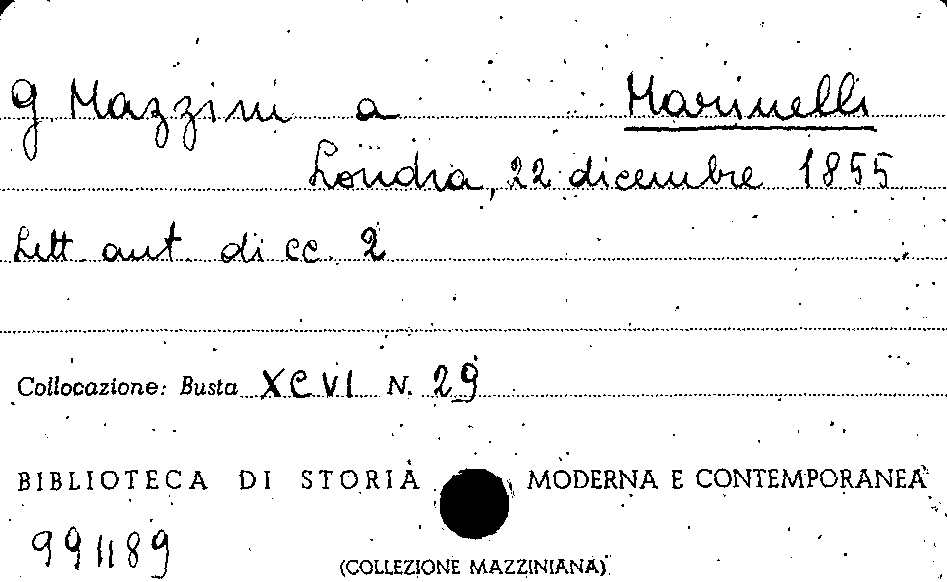 G. Mazzini a Marinelli
Londra, 22 dicembre 1855
Lett. aut. di cc. 2
Collocazione: Busta XCVI N. 29
BIBLIOTECA DI STORIA MODERNA E CONTEMPORANEA
991189
(COLLEZIONE MAZZINIANA)